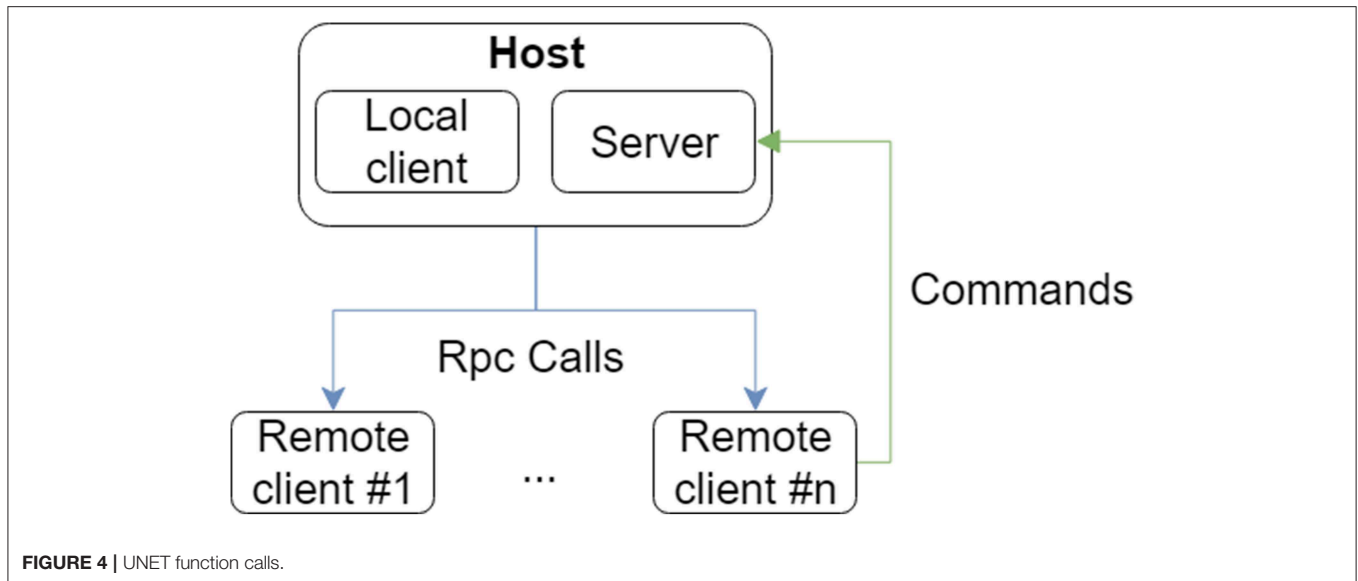 Host
Local
client
Server
Commands
Rpc Calls
Remote
client #1
...
Remote
client #n
FIGURE 4 | UNET function calls.